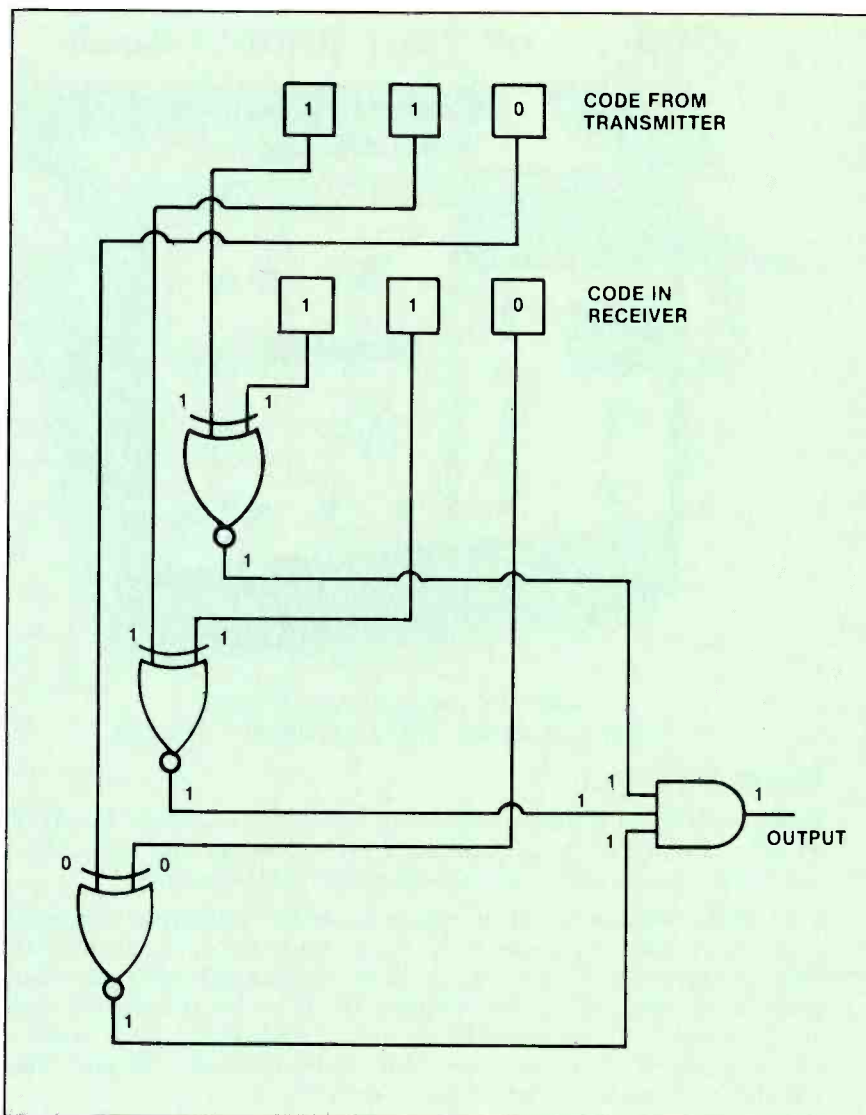 1 1 0 CODE FROM
TRANSMITTER
1 1 0 CODE IN
RECEIVER
1 1
1
1 1
1
1
1
1
1
OUTPUT
0 0
1